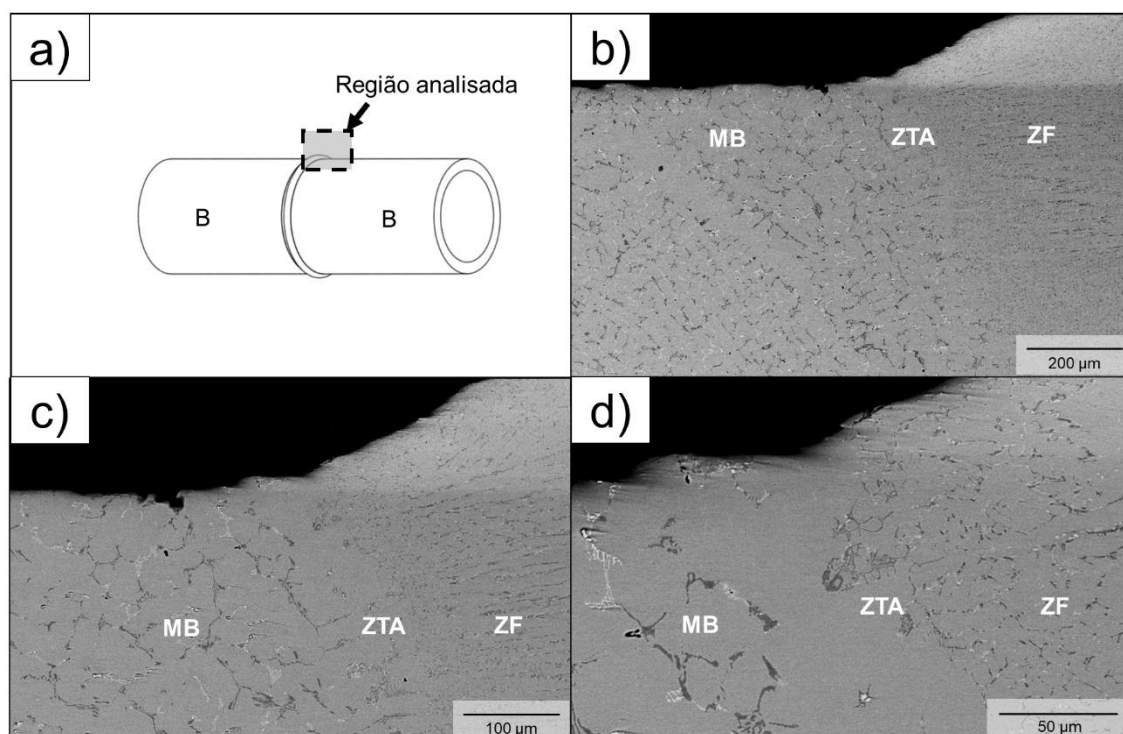 a)
Região analisada
B
B
b)
MB
ZTA
ZF
200 µm
c)
MB
ZTA
ZF
100 µm
d)
MB
ZTA
ZF
50 µm